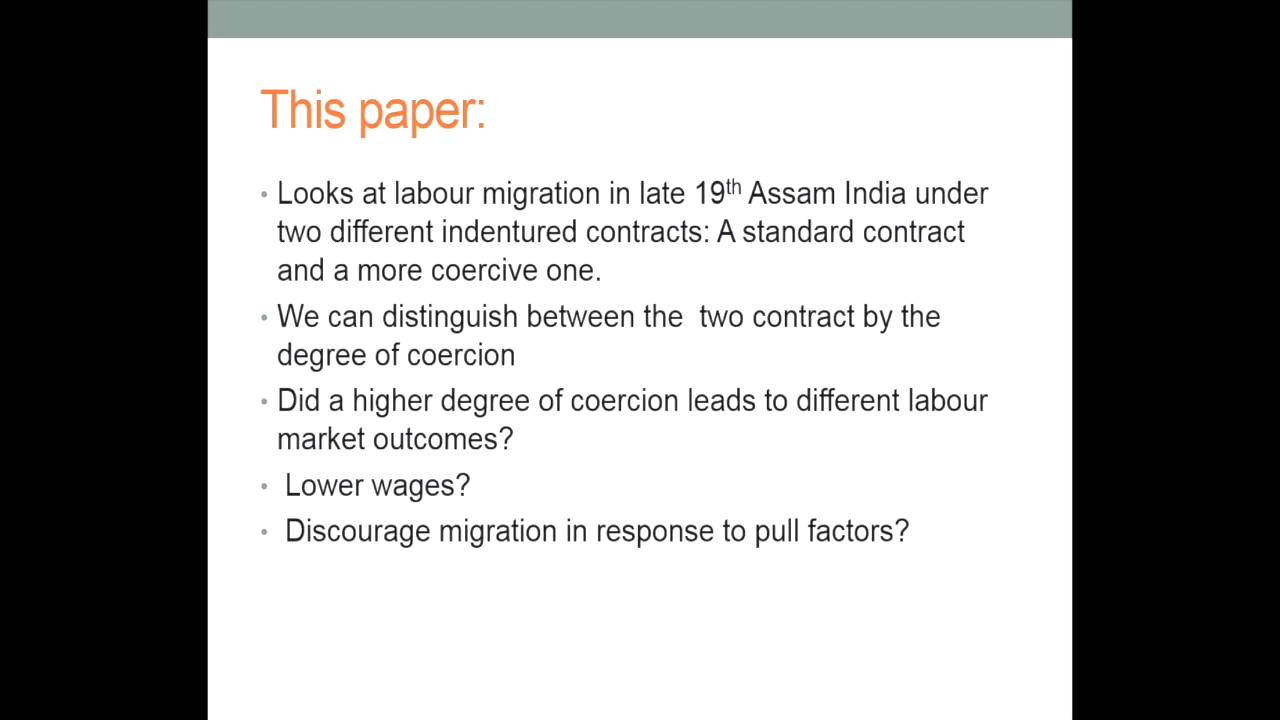 This paper:
• Looks at labour migration in late 19th Assam India under
two different indentured contracts: A standard contract
and a more coercive one.
• We can distinguish between the  two contract by the
degree of coercion
• Did a higher degree of coercion leads to different labour
market outcomes?
• Lower wages?
• Discourage migration in response to pull factors?